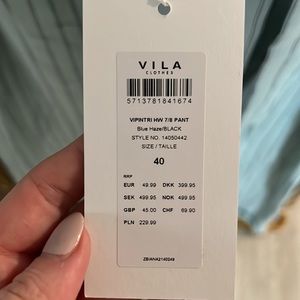 VILA
CLOTHES
5713781841674
VIPINTRI HW 7/8 PANT
Blue Haze/BLACK
STYLE NO. 14050442
SIZE / TAILLE
40
RRP
EUR 49.99 DKK 399.95
SEK 499.95 NOK 499.95
GBP 45.00 CHF 69.90
PLN 229.99